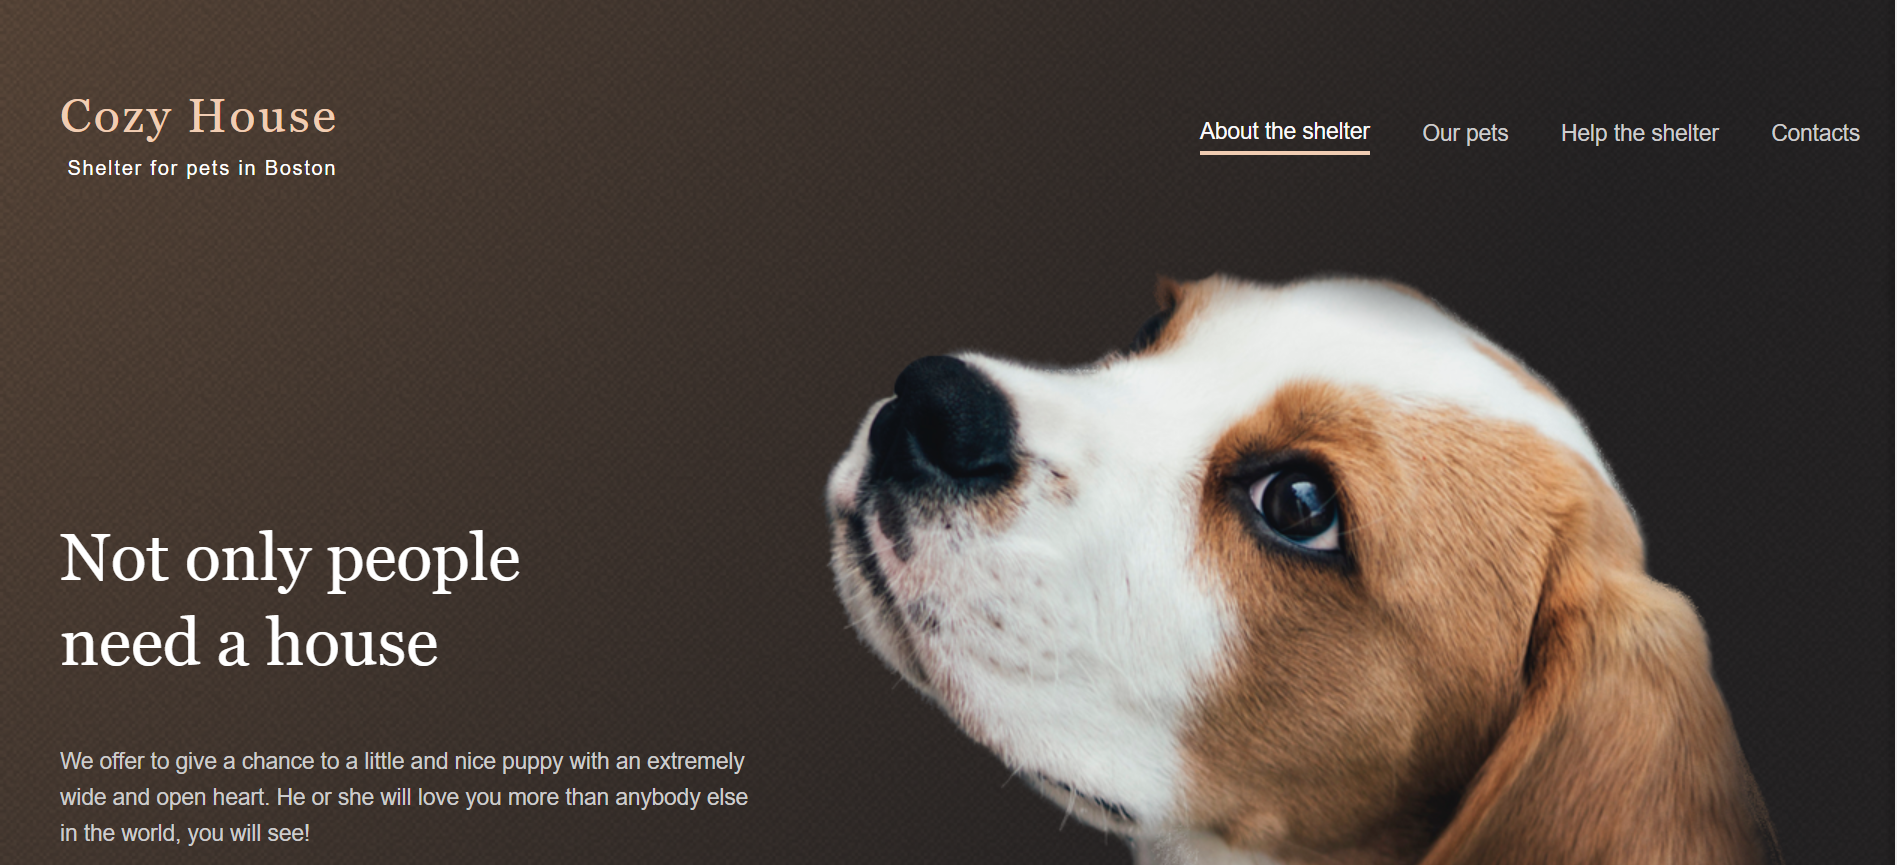 Cozy House
Shelter for pets in Boston
About the shelter
Our pets
Help the shelter
Contacts
Not only people
need a house
We offer to give a chance to a little and nice puppy with an extremely
wide and open heart. He or she will love you more than anybody else
in the world, you will see!